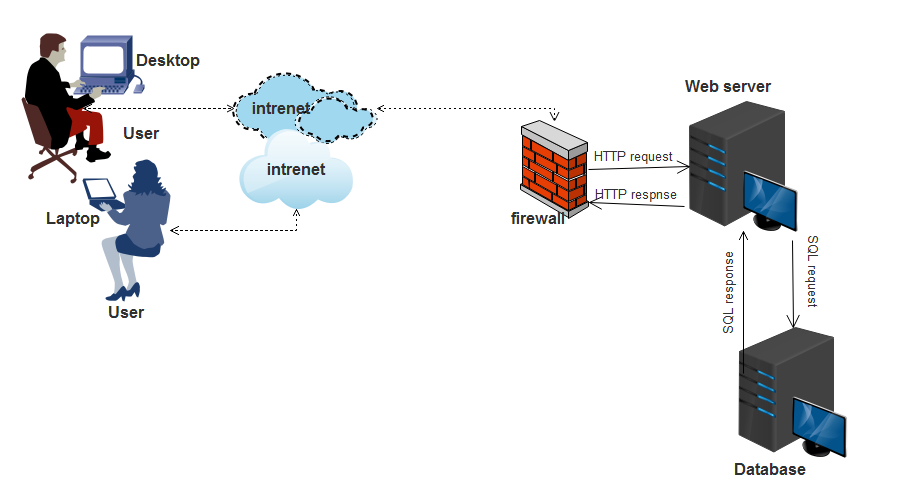 Desktop
Web server
intrenet
User
HTTP request
intrenet
HTTP respnse
Laptop
firewall
SQL response
SQL request
User
Database